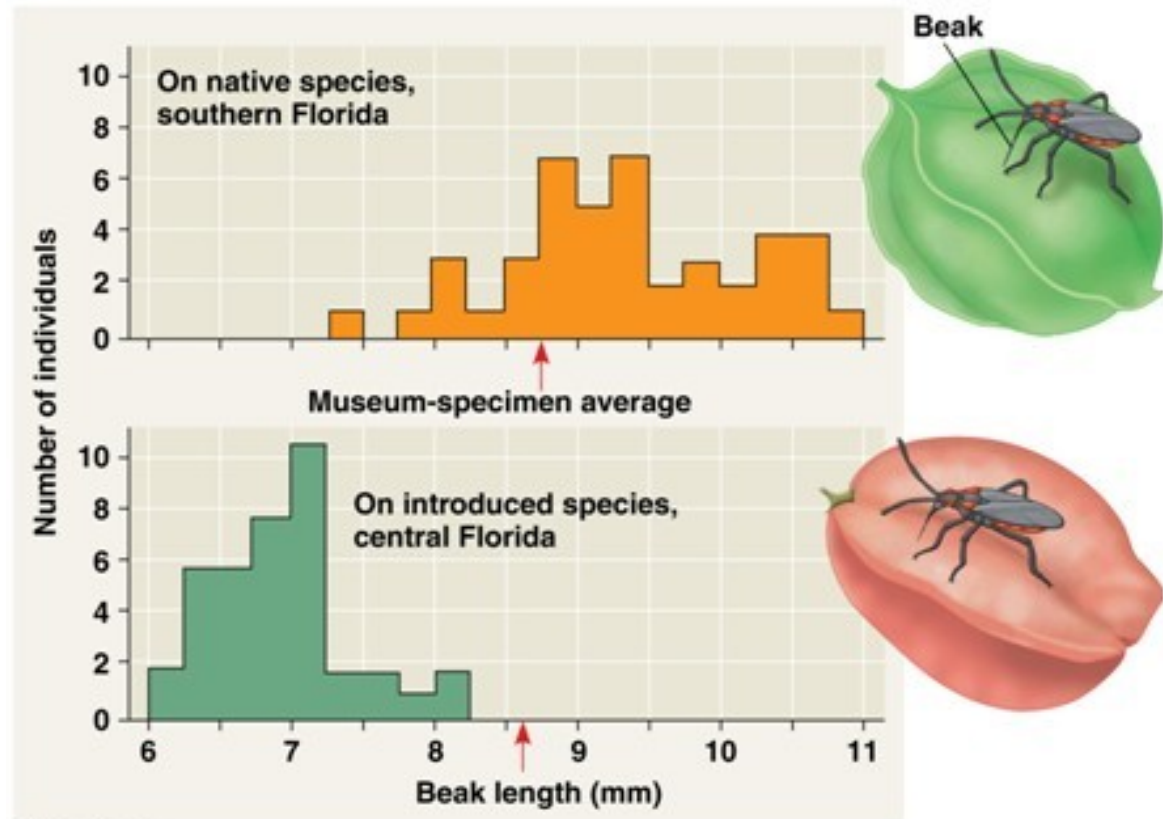 Beak
On native species,
southern Florida
10
8
6
4
2
0
Number of individuals
Museum-specimen average
On introduced species,
central Florida
10
8
6
4
2
0
6 7 8 9 10 11
Beak length (mm)